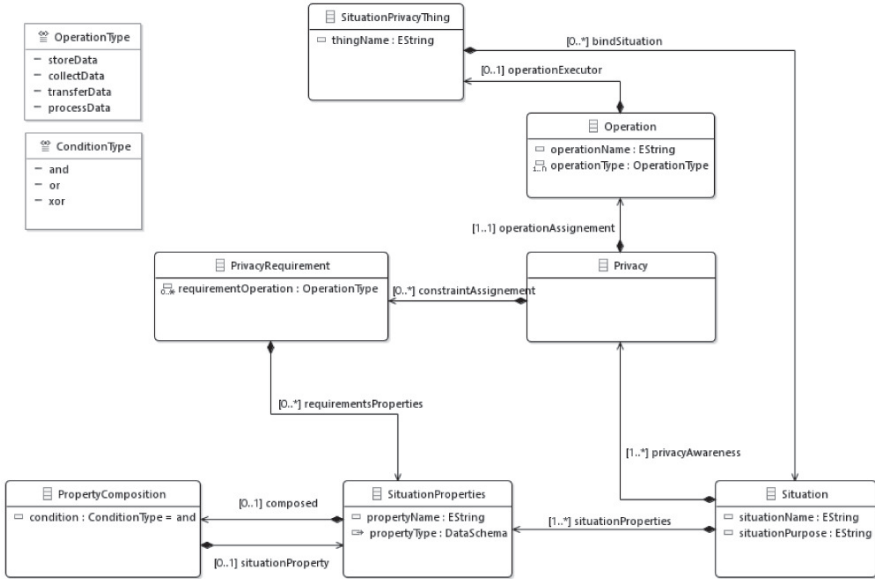 SituationPrivacyThing
thingName : EString
OperationType
storeData
collectData
transferData
processData
[0..*] bindSituation
[0..1] operationExecutor
Operation
operationName : EString
operationType : OperationType
ConditionType
and
or
xor
[1..1] operationAssignement
PrivacyRequirement
requirementOperation : OperationType
[0..*] constraintAssignement
Privacy
[0..*] requirementsProperties
[1..*] privacyAwareness
PropertyComposition
condition : ConditionType = and
[0..1] composed
[0..1] situationProperty
SituationProperties
propertyName : EString
propertyType : DataSchema
[1..*] situationProperties
Situation
situationName : EString
situationPurpose : EString